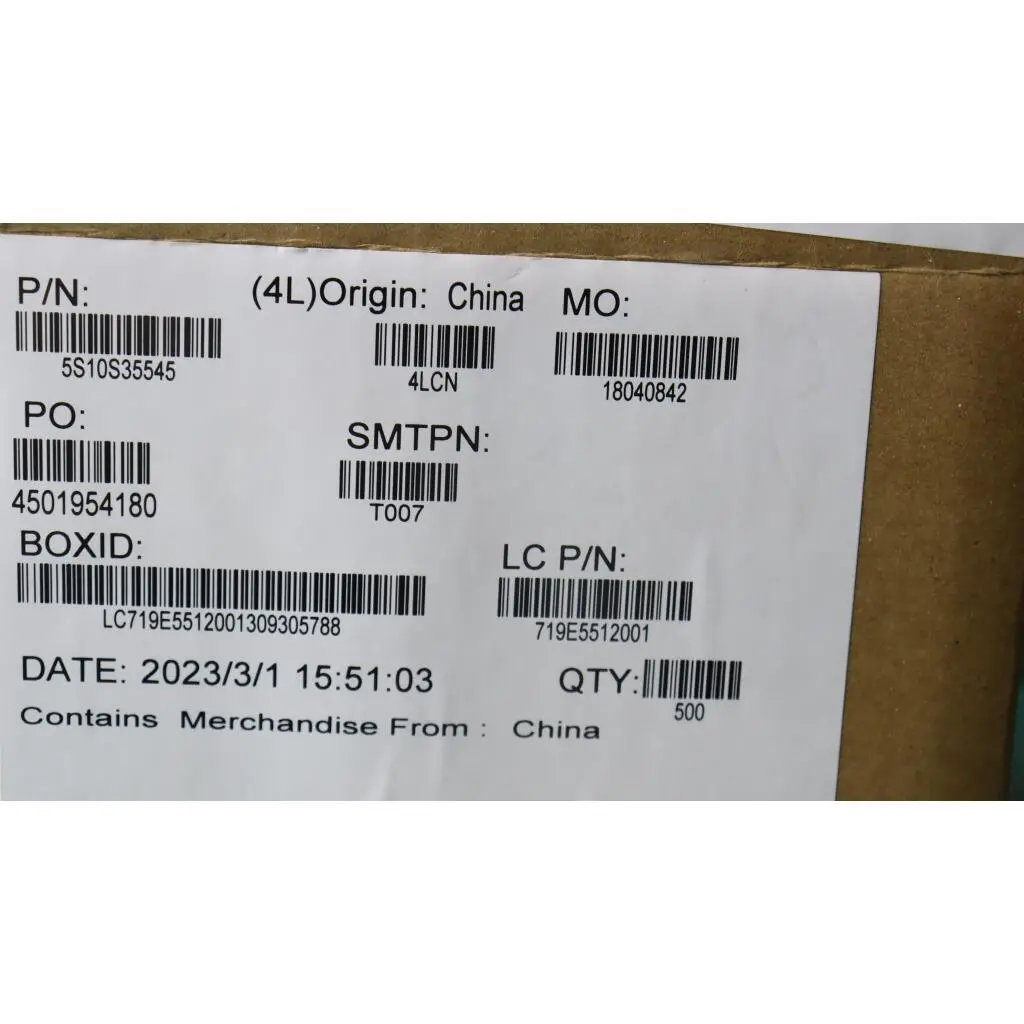 P/N: (4L)Origin: China MO:
5S10S35545 4LCN 18040842
PO: SMTPN:
4501954180 T007
BOXID: LC P/N:
LC719E5512001309305788 719E5512001
DATE: 2023/3/1 15:51:03 QTY:
500
Contains Merchandise From : China